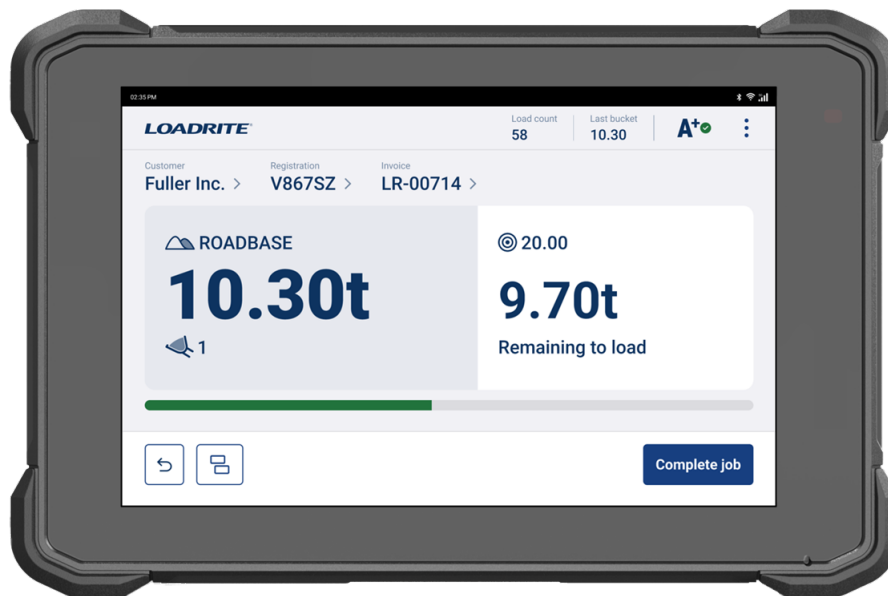 02:35 PM
LOADRITE
Load count
58
Last bucket
10.30
A+
Customer
Fuller Inc.
Registration
V867SZ
Invoice
LR-00714
ROADBASE
10.30t
1
20.00
9.70t
Remaining to load
Complete job